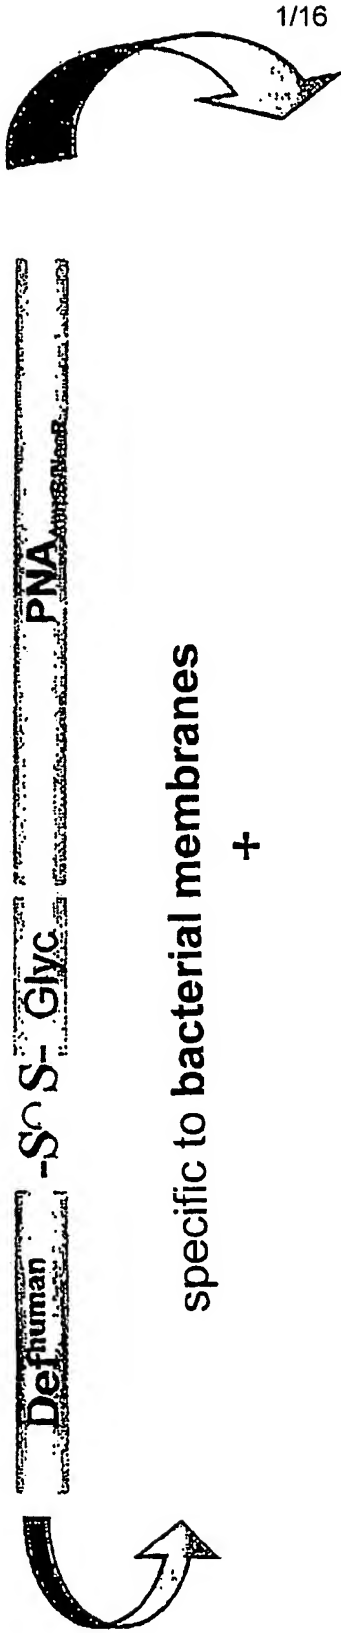 1/16
Def human -S S- Glyc PNA
specific to bacterial membranes
+